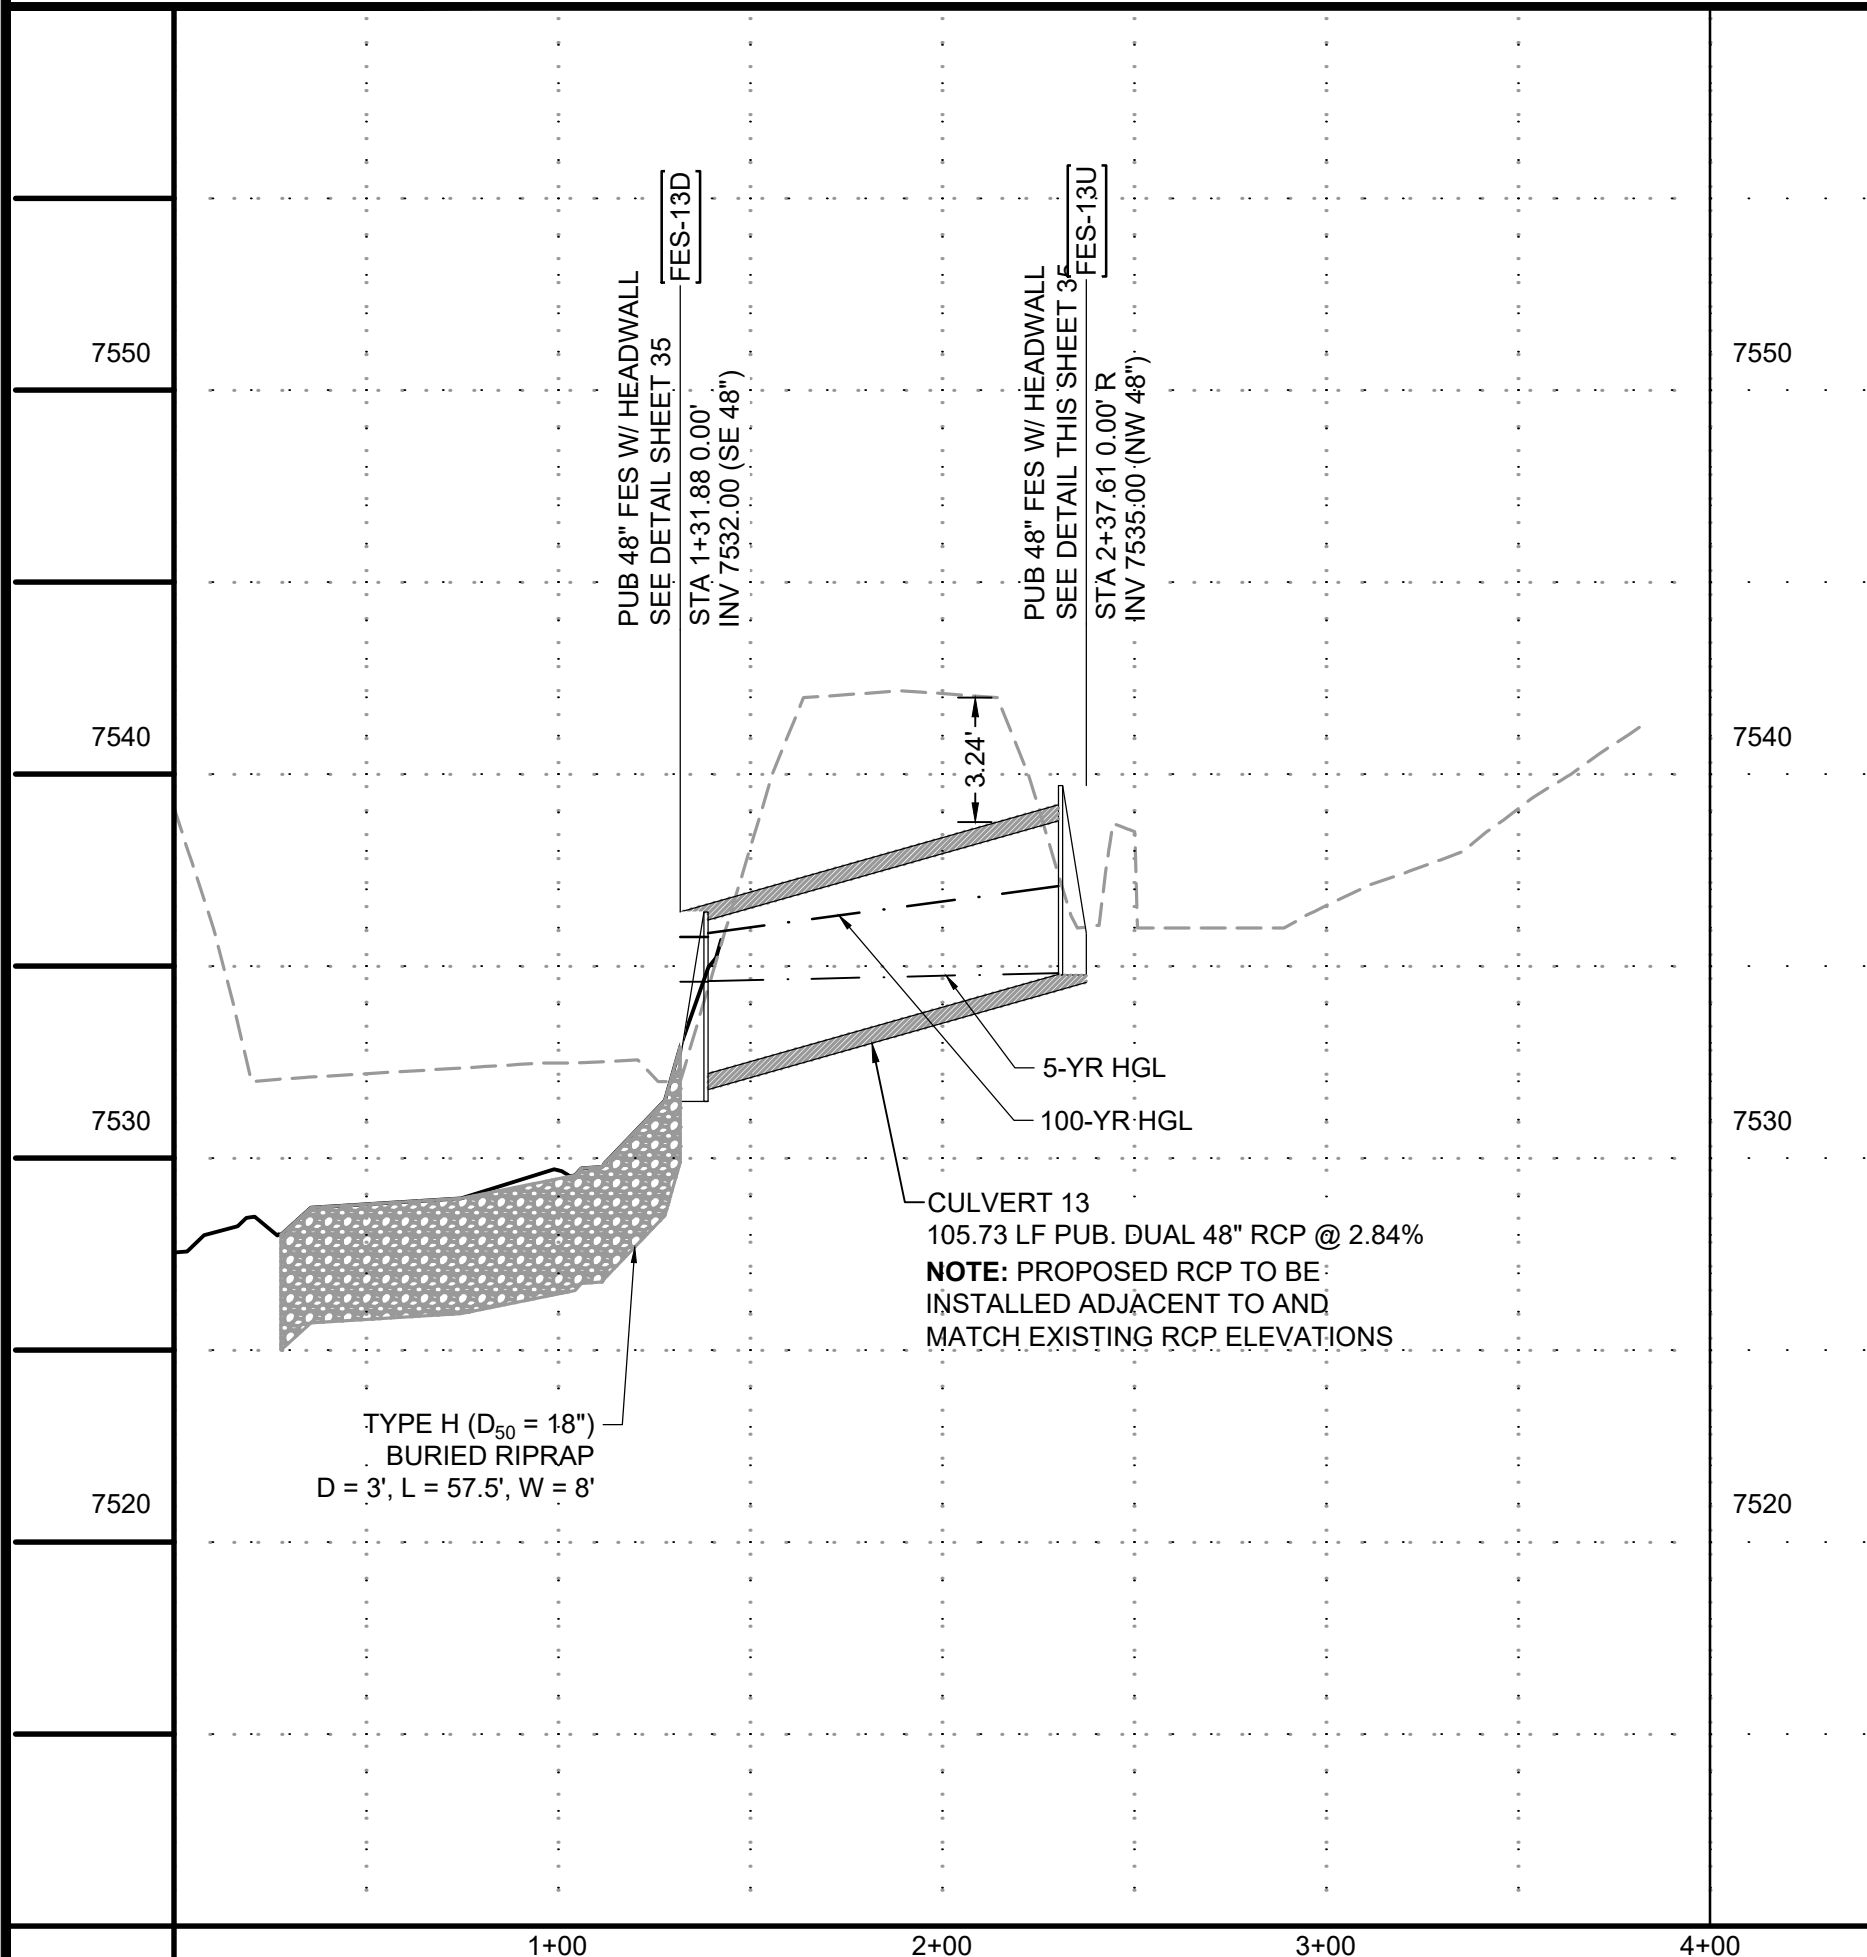 FES-13D
PUB 48" FES W/ HEADWALL
SEE DETAIL SHEET 35
STA 1+31.88 0.00'
INV 7532.00 (SE 48")
FES-13U
PUB 48" FES W/ HEADWALL
SEE DETAIL THIS SHEET 35
STA 2+37.61 0.00' R
INV 7535.00 (NW 48")
7550
7550
7540
7540
3.24'
5-YR HGL
7530
100-YR HGL
7530
CULVERT 13
105.73 LF PUB. DUAL 48" RCP @ 2.84%
NOTE: PROPOSED RCP TO BE
INSTALLED ADJACENT TO AND
MATCH EXISTING RCP ELEVATIONS
TYPE H (D50 = 18")
BURIED RIPRAP
D = 3', L = 57.5', W = 8'
7520
7520
1+00
2+00
3+00
4+00